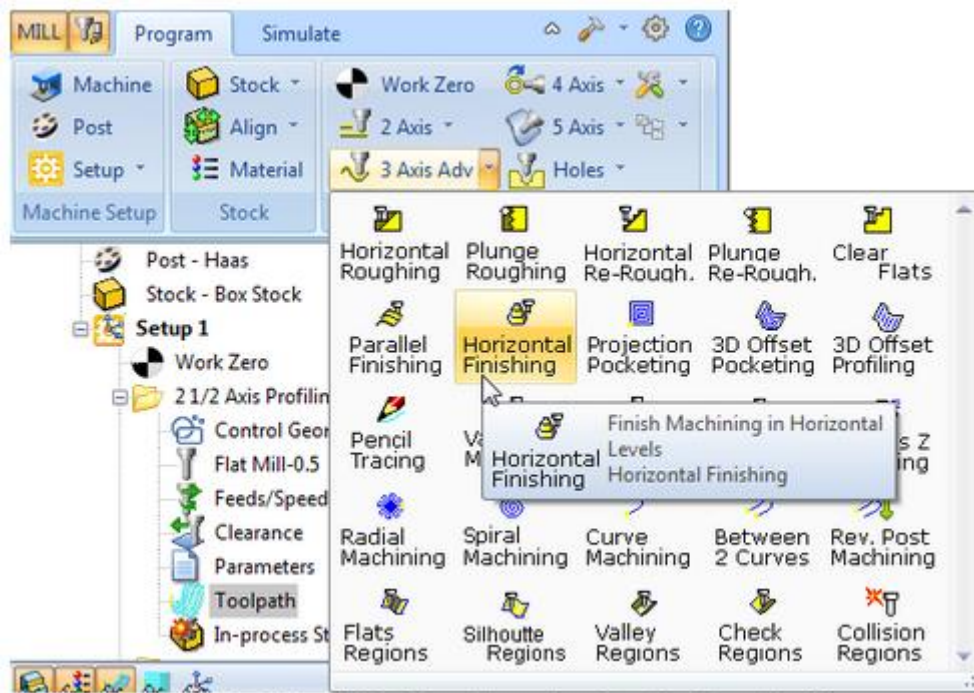 MILL Program Simulate
Machine Stock Work Zero 4 Axis
Post Align 2 Axis 5 Axis
Setup Material 3 Axis Adv Holes
Machine Setup Stock
Post - Haas
Stock - Box Stock
Setup 1
Work Zero
2 1/2 Axis Profilin
Control Geor
Flat Mill-0.5
Feeds/Speed
Clearance
Parameters
Toolpath
In-process St
Horizontal Roughing
Plunge Roughing
Horizontal Re-Rough.
Plunge Re-Rough.
Clear Flats
Parallel Finishing
Horizontal Finishing
Projection Pocketing
3D Offset Pocketing
3D Offset Profiling
Pencil Tracing
Horizontal Finishing
Finish Machining in Horizontal
Levels
Horizontal Finishing
Radial Machining
Spiral Machining
Curve Machining
Between 2 Curves
Rev. Post Machining
Flats Regions
Silhoutte Regions
Valley Regions
Check Regions
Collision Regions